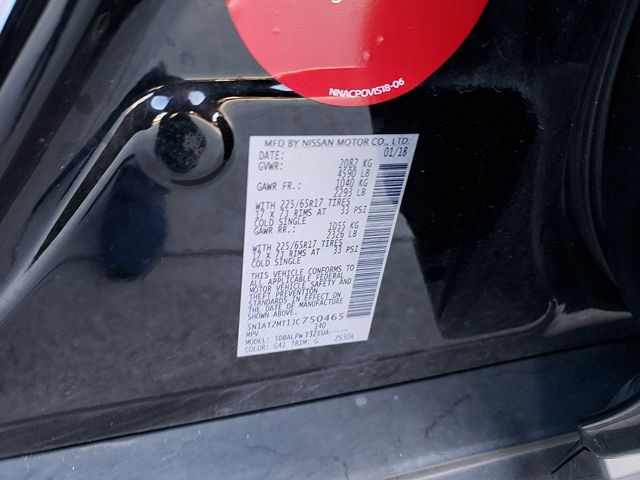 NNACPOVIS18-06
MFD BY NISSAN MOTOR CO., LTD.
DATE: 01/18
GVWR: 2082 KG
4590 LB
GAWR FR.: 1040 KG
2293 LB
WITH 225/65R17 TIRES
17 X 7J RIMS AT 33 PSI
COLD SINGLE
GAWR RR.: 1055 KG
2326 LB
WITH 225/65R17 TIRES
17 X 7J RIMS AT 33 PSI
COLD SINGLE
THIS VEHICLE CONFORMS TO
ALL APPLICABLE FEDERAL
MOTOR VEHICLE SAFETY AND
THEFT PREVENTION
STANDARDS IN EFFECT ON
THE DATE OF MANUFACTURE
SHOWN ABOVE.
5N1AT2MT1JC750465
MPV 140
MODEL: TDBALPWT32EUA-----
COLOR: G41 TRIM: G 2530A